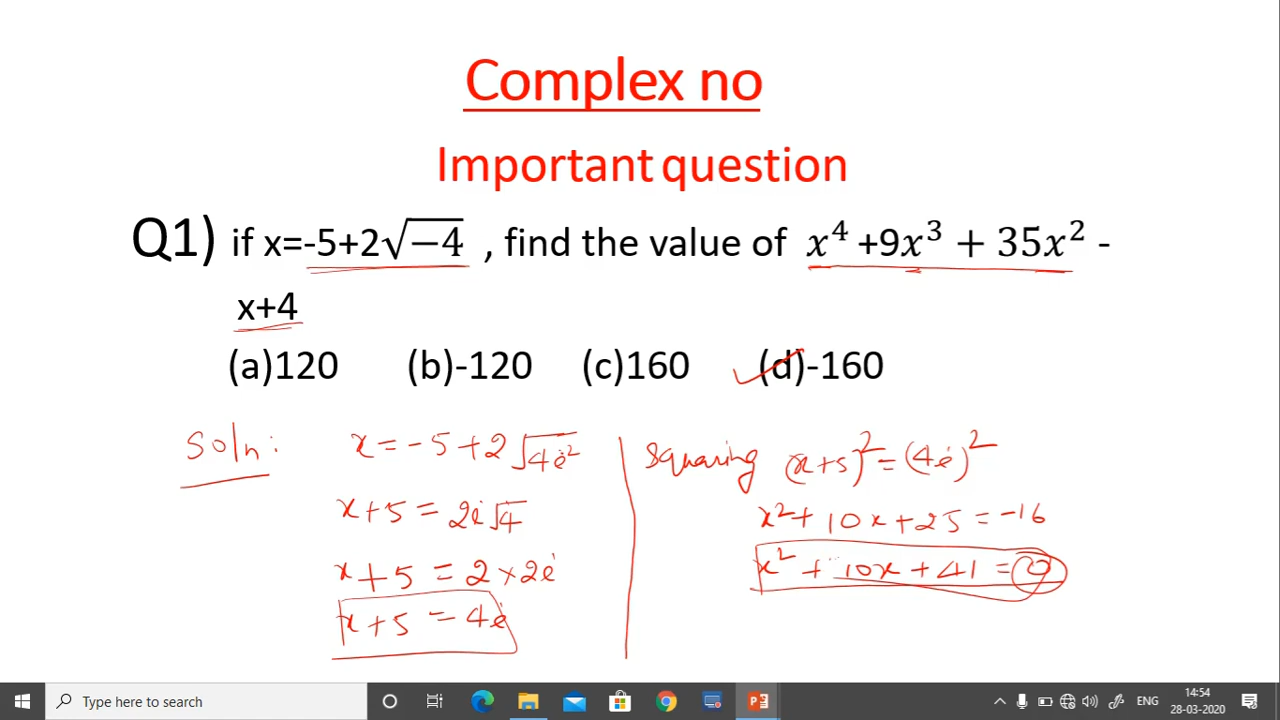 Complex no
Important question
Q1) if x=-5+2√−4 , find the value of x⁴ +9x³ + 35x² -
x+4
(a)120 (b)-120 (c)160 (d)-160
Soln:
x = -5+2√4i²
x+5 = 2i√4
x+5 = 2×2i
x+5 = 4i
Squaring (x+5)² = (4i)²
x²+10x+25 = -16
x²+10x+41 = 0
Type here to search
ENG
14:54
28-03-2020